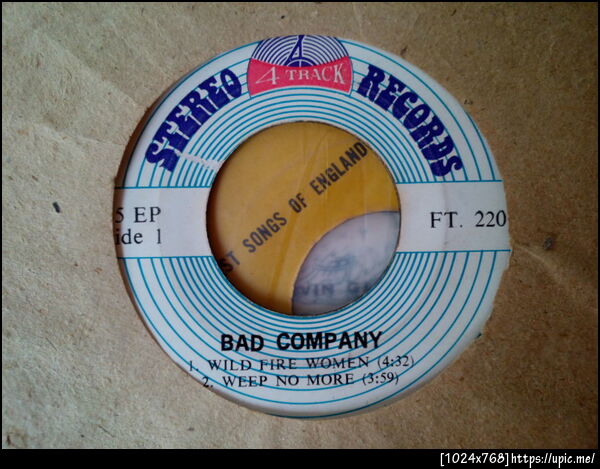 4 TRACK
STEREO RECORDS
5 EP
ide 1
FT. 220
ST SONGS OF ENGLAND
BAD COMPANY
1. WILD FIRE WOMEN (4:32)
2. WEEP NO MORE (3:59)
[1024x768]https://upic.me/